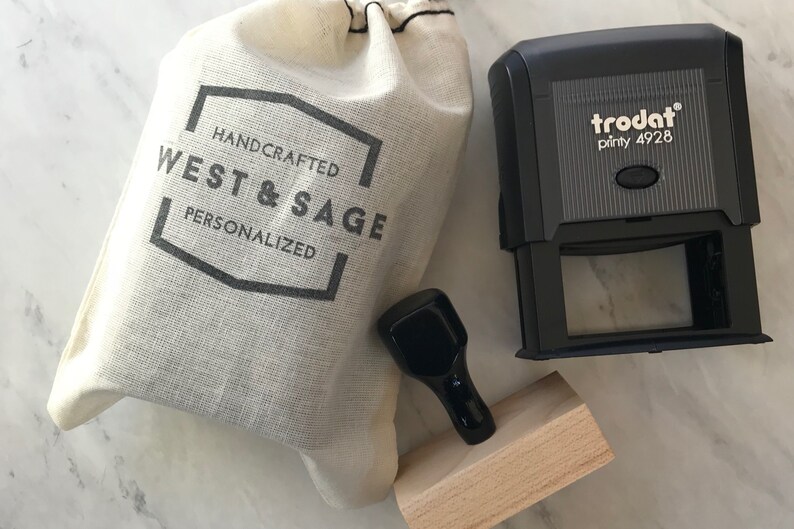 HANDCRAFTED
WEST & SAGE
PERSONALIZED
trodat®
printy 4928